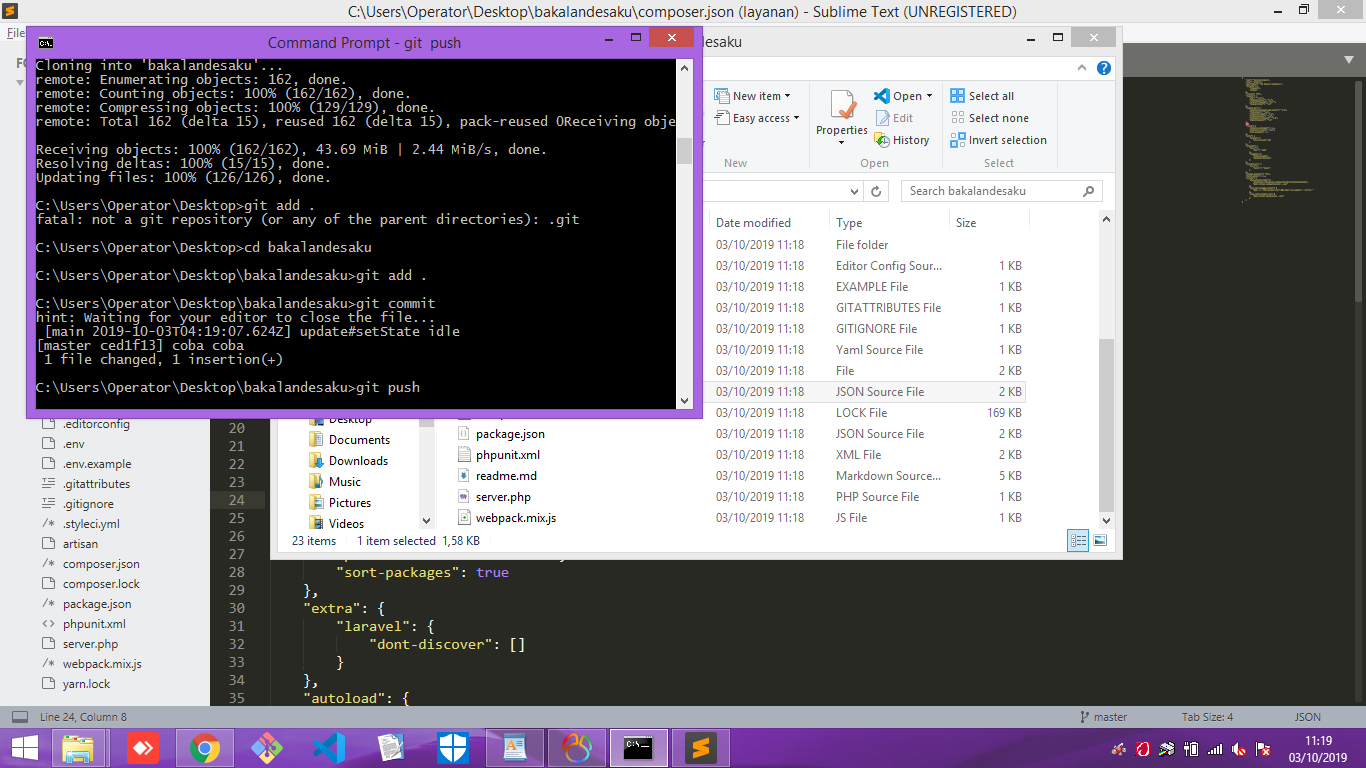 C:\Users\Operator\Desktop\bakalandesaku\composer.json (layanan) - Sublime Text (UNREGISTERED)
File
Command Prompt - git  push
Cloning into 'bakalandesaku'...
remote: Enumerating objects: 162, done.
remote: Counting objects: 100% (162/162), done.
remote: Compressing objects: 100% (129/129), done.
remote: Total 162 (delta 15), reused 162 (delta 15), pack-reused 0Receiving obje
Receiving objects: 100% (162/162), 43.69 MiB | 2.44 MiB/s, done.
Resolving deltas: 100% (15/15), done.
Updating files: 100% (126/126), done.
C:\Users\Operator\Desktop>git add .
fatal: not a git repository (or any of the parent directories): .git
C:\Users\Operator\Desktop>cd bakalandesaku
C:\Users\Operator\Desktop\bakalandesaku>git add .
C:\Users\Operator\Desktop\bakalandesaku>git commit
hint: Waiting for your editor to close the file...
[main 2019-10-03T04:19:07.624Z] update#setState idle
[master ced1f13] coba coba
1 file changed, 1 insertion(+)
C:\Users\Operator\Desktop\bakalandesaku>git push
esaku
New item
Easy access
New
Properties
Open
Edit
History
Open
Select all
Select none
Invert selection
Select
Search bakalandesaku
Date modified Type Size
03/10/2019 11:18 File folder
03/10/2019 11:18 Editor Config Sour... 1 KB
03/10/2019 11:18 EXAMPLE File 1 KB
03/10/2019 11:18 GITATTRIBUTES File 1 KB
03/10/2019 11:18 GITIGNORE File 1 KB
03/10/2019 11:18 Yaml Source File 1 KB
03/10/2019 11:18 File 2 KB
03/10/2019 11:18 JSON Source File 2 KB
03/10/2019 11:18 LOCK File 169 KB
package.json 03/10/2019 11:18 JSON Source File 2 KB
phpunit.xml 03/10/2019 11:18 XML File 2 KB
readme.md 03/10/2019 11:18 Markdown Source... 5 KB
server.php 03/10/2019 11:18 PHP Source File 1 KB
webpack.mix.js 03/10/2019 11:18 JS File 1 KB
Desktop
Documents
Downloads
Music
Pictures
Videos
23 items 1 item selected 1,58 KB
.editorconfig
.env
.env.example
.gitattributes
.gitignore
.styleci.yml
artisan
composer.json
composer.lock
package.json
phpunit.xml
server.php
webpack.mix.js
yarn.lock
20
21
22
23
24
25
26
27
28 "sort-packages": true
29 },
30 "extra": {
31 "laravel": {
32 "dont-discover": []
33 }
34 },
35 "autoload": {
Line 24, Column 8 master Tab Size: 4 JSON
11:19
03/10/2019